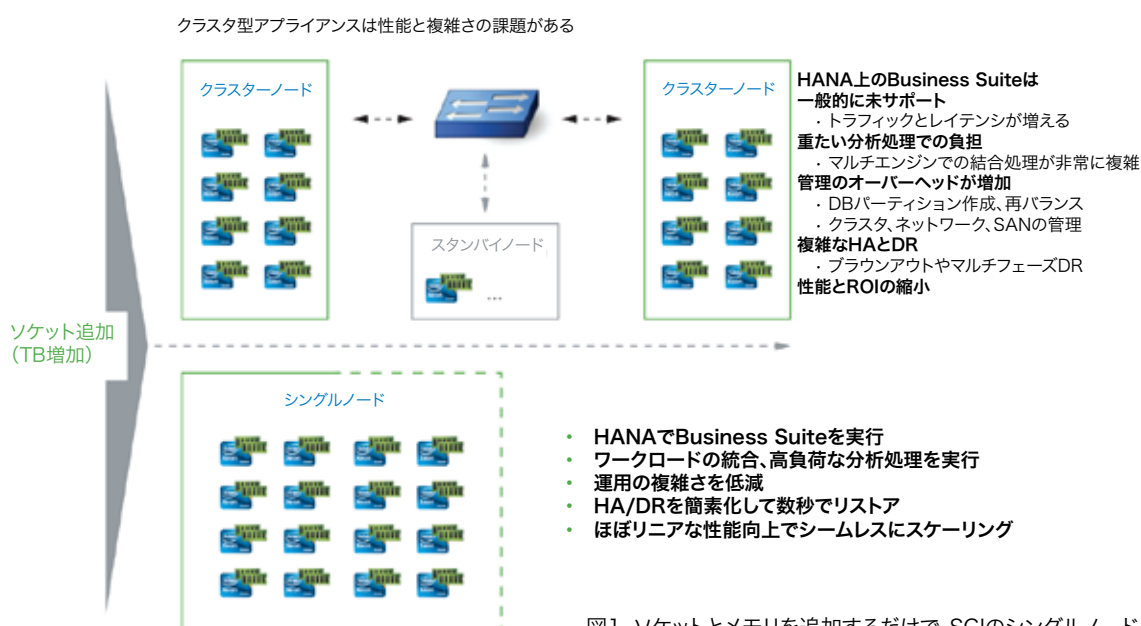 クラスタ型アプライアンスは性能と複雑さの課題がある
クラスターノード
クラスターノード
スタンバイノード
...
HANA上のBusiness Suiteは
一般的に未サポート
・トラフィックとレイテンシが増える
重たい分析処理での負担
・マルチエンジンでの結合処理が非常に複雑
管理のオーバーヘッドが増加
・DBパーティション作成、再バランス
・クラスタ、ネットワーク、SANの管理
複雑なHAとDR
・ブラウンアウトやマルチフェーズDR
性能とROIの縮小
ソケット追加
（TB増加）
シングルノード
• HANAでBusiness Suiteを実行
• ワークロードの統合、高負荷な分析処理を実行
• 運用の複雑さを低減
• HA/DRを簡素化して数秒でリストア
• ほぼリニアな性能向上でシームレスにスケーリング